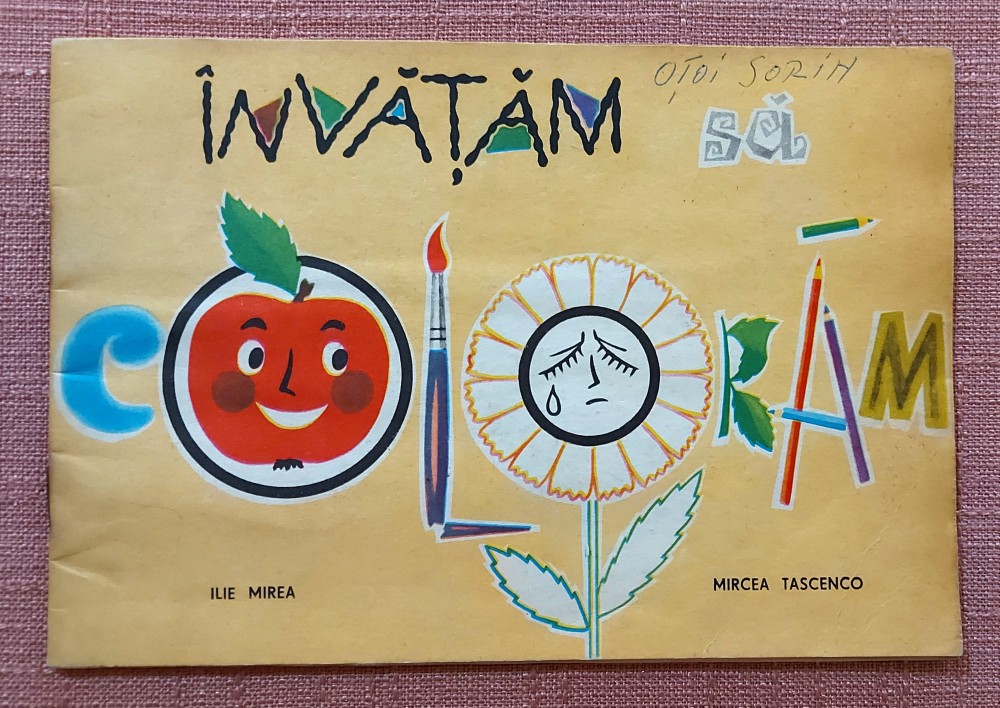 OȚOI SORIN
ÎNVĂȚĂM să
COLORĂM
ILIE MIREA
MIRCEA TASCENCO